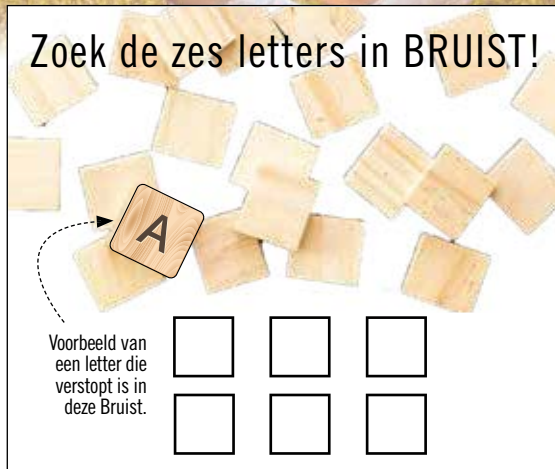 Zoek de zes letters in BRUIST!
A
Voorbeeld van
een letter die
verstopt is in
deze Bruist.